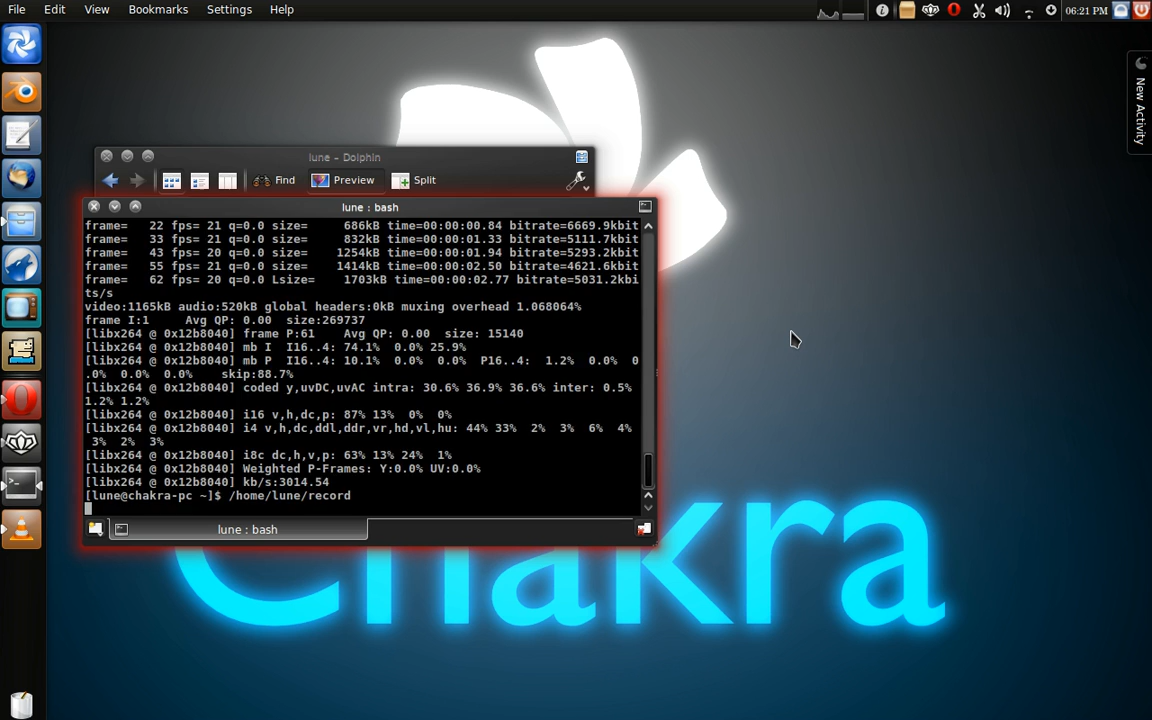 File Edit View Bookmarks Settings Help
06:21 PM
New Activity
lune – Dolphin
Find Preview Split
lune : bash
frame= 22 fps= 21 q=0.0 size= 686kB time=00:00:00.84 bitrate=6669.9kbit
frame= 33 fps= 21 q=0.0 size= 832kB time=00:00:01.33 bitrate=5111.7kbit
frame= 43 fps= 20 q=0.0 size= 1254kB time=00:00:01.94 bitrate=5293.2kbit
frame= 55 fps= 21 q=0.0 size= 1414kB time=00:00:02.50 bitrate=4621.6kbit
frame= 62 fps= 20 q=0.0 Lsize= 1703kB time=00:00:02.77 bitrate=5031.2kbi
ts/s
video:1165kB audio:520kB global headers:0kB muxing overhead 1.068064%
frame I:1 Avg QP: 0.00 size:269737
[libx264 @ 0x12b8040] frame P:61 Avg QP: 0.00 size: 15140
[libx264 @ 0x12b8040] mb I I16..4: 74.1% 0.0% 25.9%
[libx264 @ 0x12b8040] mb P I16..4: 10.1% 0.0% 0.0% P16..4: 1.2% 0.0% 0
.0% 0.0% 0.0% skip:88.7%
[libx264 @ 0x12b8040] coded y,uvDC,uvAC intra: 30.6% 36.9% 36.6% inter: 0.5%
1.2% 1.2%
[libx264 @ 0x12b8040] i16 v,h,dc,p: 87% 13% 0% 0%
[libx264 @ 0x12b8040] i4 v,h,dc,ddl,ddr,vr,hd,vl,hu: 44% 33% 2% 3% 6% 4%
3% 2% 3%
[libx264 @ 0x12b8040] i8c dc,h,v,p: 63% 13% 24% 1%
[libx264 @ 0x12b8040] Weighted P-Frames: Y:0.0% UV:0.0%
[libx264 @ 0x12b8040] kb/s:3014.54
[lune@chakra-pc ~]$ /home/lune/record
lune : bash
Chakra